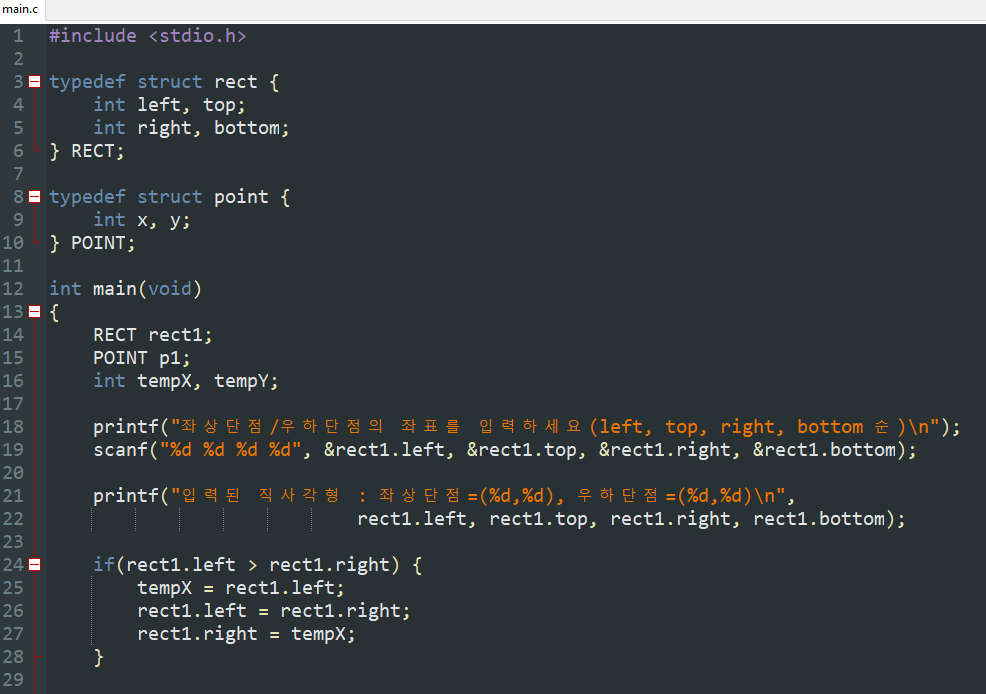 main.c
1 #include <stdio.h>
2
3 typedef struct rect {
4     int left, top;
5     int right, bottom;
6 } RECT;
7
8 typedef struct point {
9     int x, y;
10 } POINT;
11
12 int main(void)
13 {
14     RECT rect1;
15     POINT p1;
16     int tempX, tempY;
17
18     printf("좌상단점/우하단점의 좌표를 입력하세요(left, top, right, bottom 순)\n");
19     scanf("%d %d %d %d", &rect1.left, &rect1.top, &rect1.right, &rect1.bottom);
20
21     printf("입력된 직사각형 : 좌상단점=(%d,%d), 우하단점=(%d,%d)\n",
22                             rect1.left, rect1.top, rect1.right, rect1.bottom);
23
24     if(rect1.left > rect1.right) {
25         tempX = rect1.left;
26         rect1.left = rect1.right;
27         rect1.right = tempX;
28     }
29